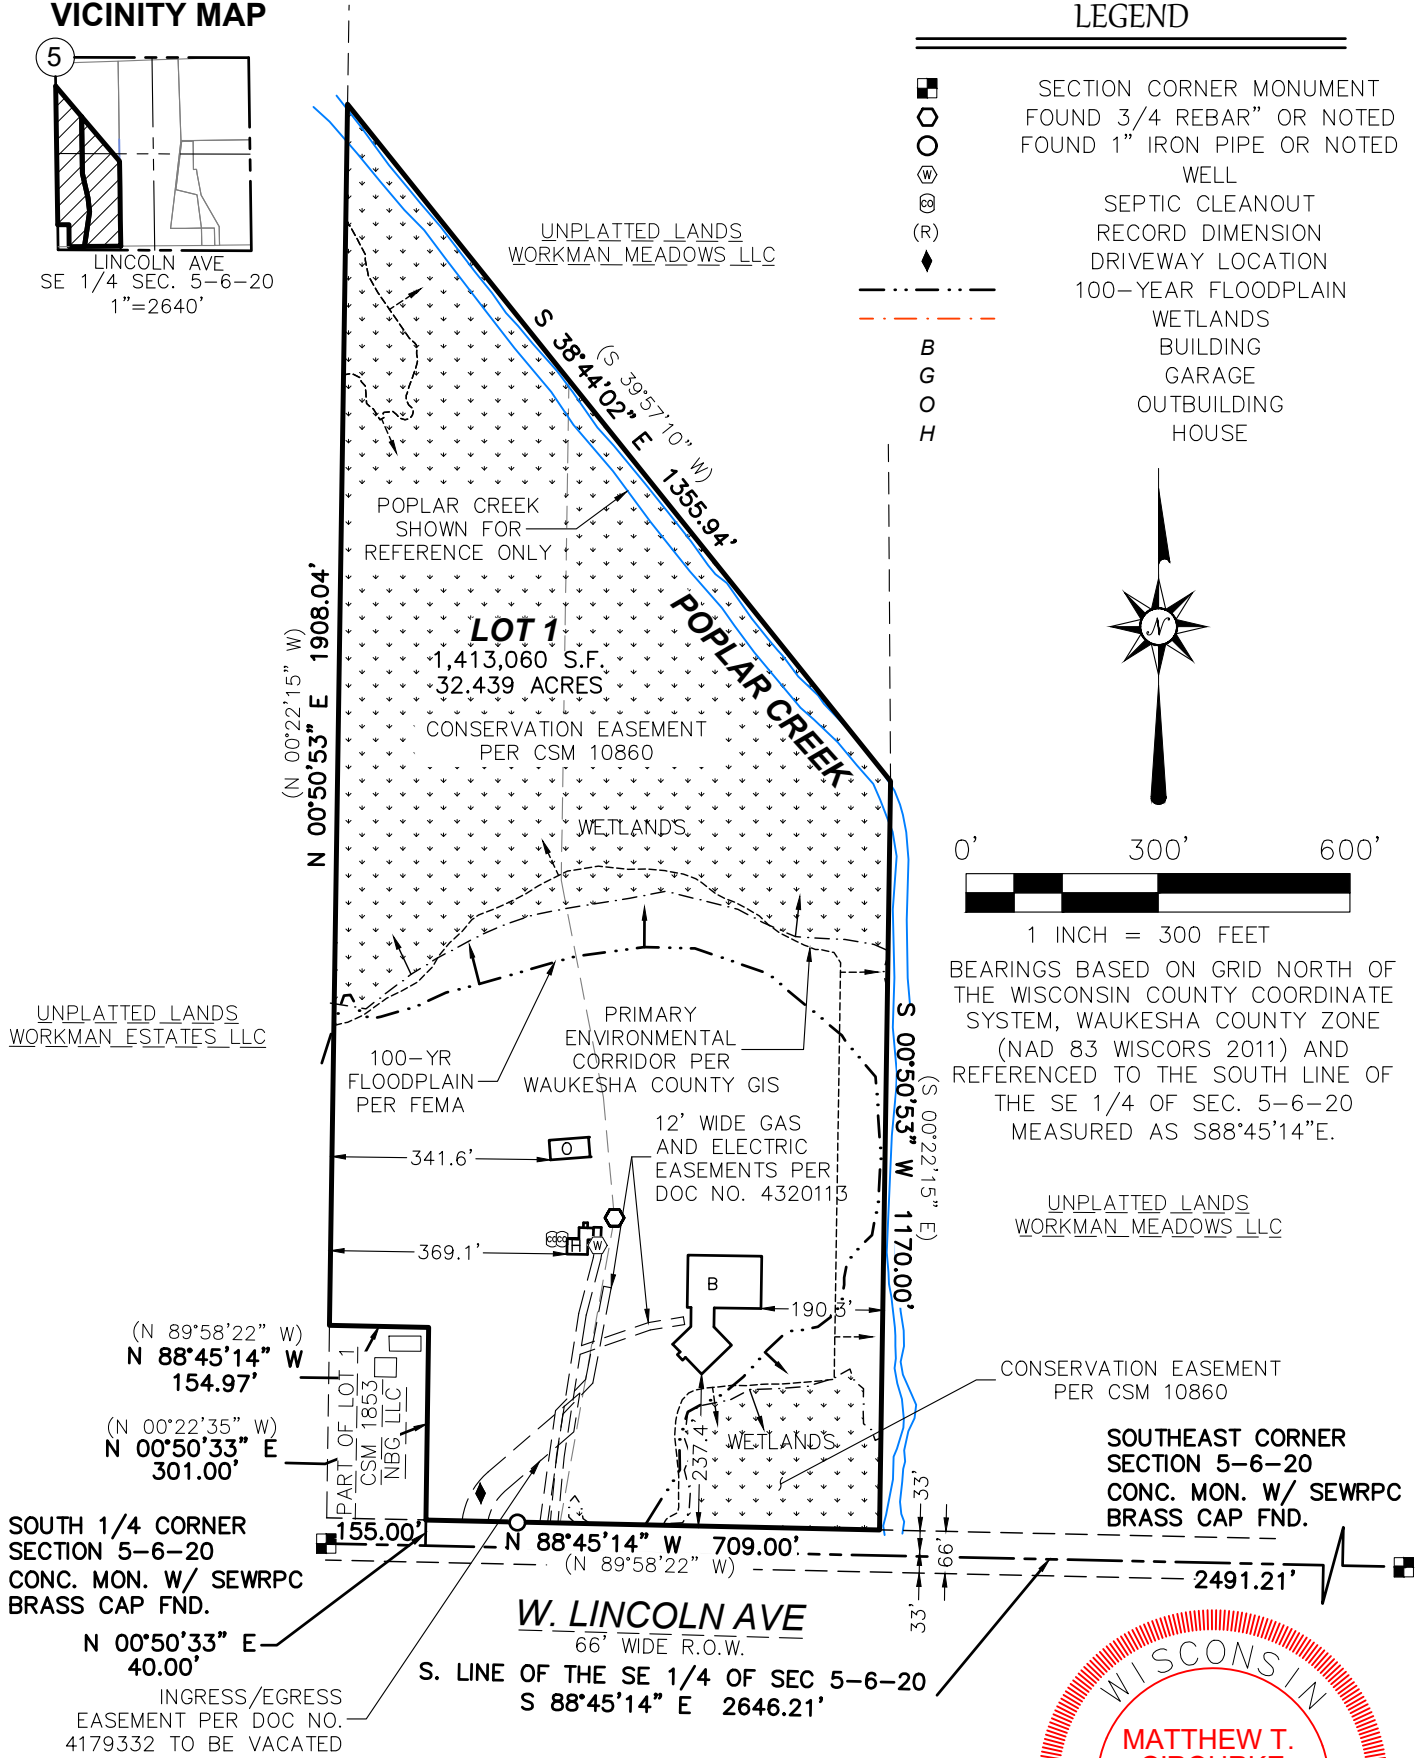 VICINITY MAP
5
LINCOLN AVE
SE 1/4 SEC. 5-6-20
1"=2640'
LEGEND
SECTION CORNER MONUMENT
FOUND 3/4 REBAR" OR NOTED
FOUND 1" IRON PIPE OR NOTED
W WELL
CO SEPTIC CLEANOUT
(R) RECORD DIMENSION
DRIVEWAY LOCATION
100-YEAR FLOODPLAIN
WETLANDS
B BUILDING
G GARAGE
O OUTBUILDING
H HOUSE
N
0' 300' 600'
1 INCH = 300 FEET
BEARINGS BASED ON GRID NORTH OF
THE WISCONSIN COUNTY COORDINATE
SYSTEM, WAUKESHA COUNTY ZONE
(NAD 83 WISCORS 2011) AND
REFERENCED TO THE SOUTH LINE OF
THE SE 1/4 OF SEC. 5-6-20
MEASURED AS S88°45'14"E.
UNPLATTED LANDS
WORKMAN MEADOWS LLC
S 38°44'02" E 1355.94'
(S 39°57'10" W)
POPLAR CREEK
SHOWN FOR
REFERENCE ONLY
POPLAR CREEK
LOT 1
1,413,060 S.F.
32.439 ACRES
CONSERVATION EASEMENT
PER CSM 10860
N 00°50'53" E 1908.04'
(N 00°22'15" W)
WETLANDS
UNPLATTED LANDS
WORKMAN ESTATES LLC
100-YR
FLOODPLAIN
PER FEMA
PRIMARY
ENVIRONMENTAL
CORRIDOR PER
WAUKESHA COUNTY GIS
12' WIDE GAS
AND ELECTRIC
EASEMENTS PER
DOC NO. 4320113
S 00°50'53" W 1170.00'
(S 00°22'15" E)
UNPLATTED LANDS
WORKMAN MEADOWS LLC
341.6'
O
369.1'
CO
CO
H
W
B
190.3'
237.4'
WETLANDS
CONSERVATION EASEMENT
PER CSM 10860
(N 89°58'22" W)
N 88°45'14" W
154.97'
(N 00°22'35" W)
N 00°50'33" E
301.00'
PART OF LOT 1
CSM 1853
NBG LLC
SOUTH 1/4 CORNER
SECTION 5-6-20
CONC. MON. W/ SEWRPC
BRASS CAP FND.
155.00'
N 88°45'14" W 709.00'
(N 89°58'22" W)
SOUTHEAST CORNER
SECTION 5-6-20
CONC. MON. W/ SEWRPC
BRASS CAP FND.
33'
66'
33'
2491.21'
N 00°50'33" E
40.00'
W. LINCOLN AVE
66' WIDE R.O.W.
S. LINE OF THE SE 1/4 OF SEC 5-6-20
S 88°45'14" E 2646.21'
INGRESS/EGRESS
EASEMENT PER DOC NO.
4179332 TO BE VACATED
WISCONSIN
MATTHEW T.